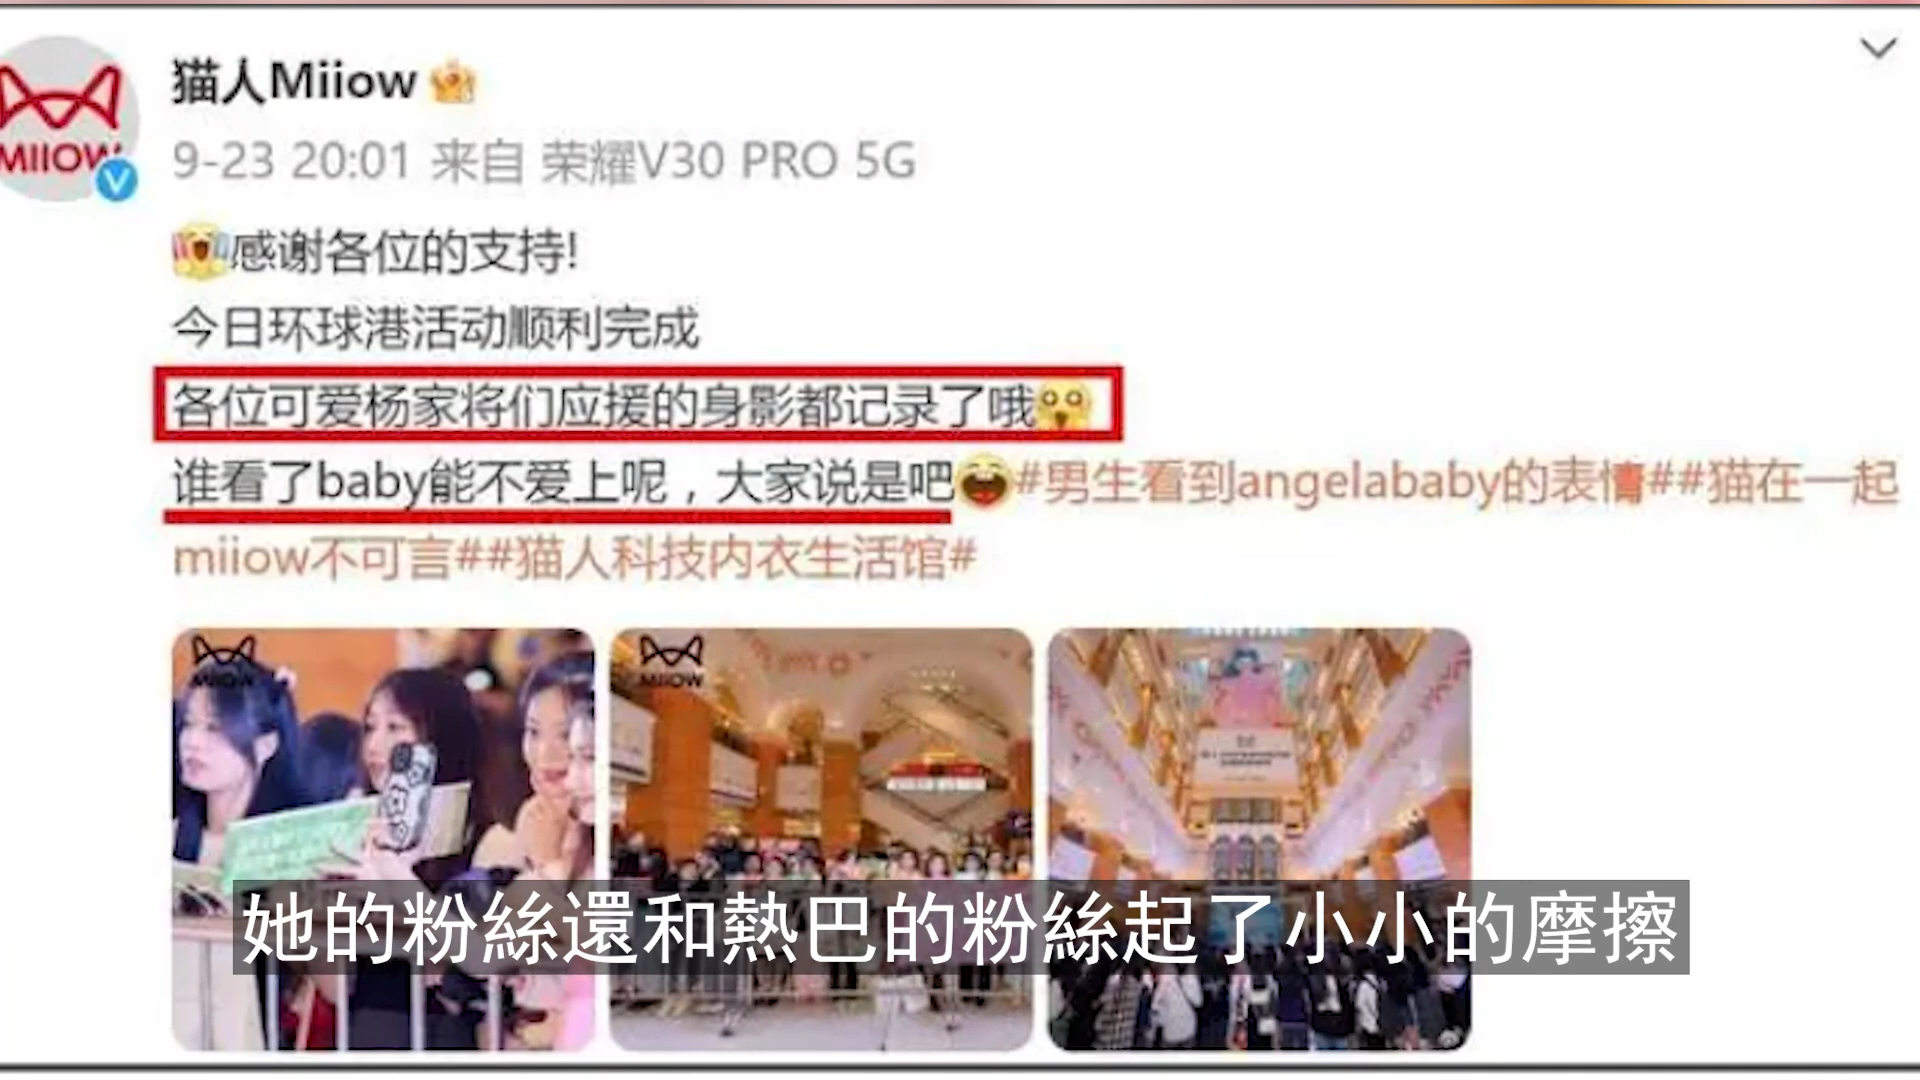 猫人Miiow
MIIOW
9-23 20:01 来自 荣耀V30 PRO 5G
感谢各位的支持!
今日环球港活动顺利完成
各位可爱杨家将们应援的身影都记录了哦
谁看了baby能不爱上呢，大家说是吧#男生看到angelababy的表情##猫在一起
miiow不可言##猫人科技内衣生活馆#
MIIOW
MIIOW
她的粉絲還和熱巴的粉絲起了小小的摩擦